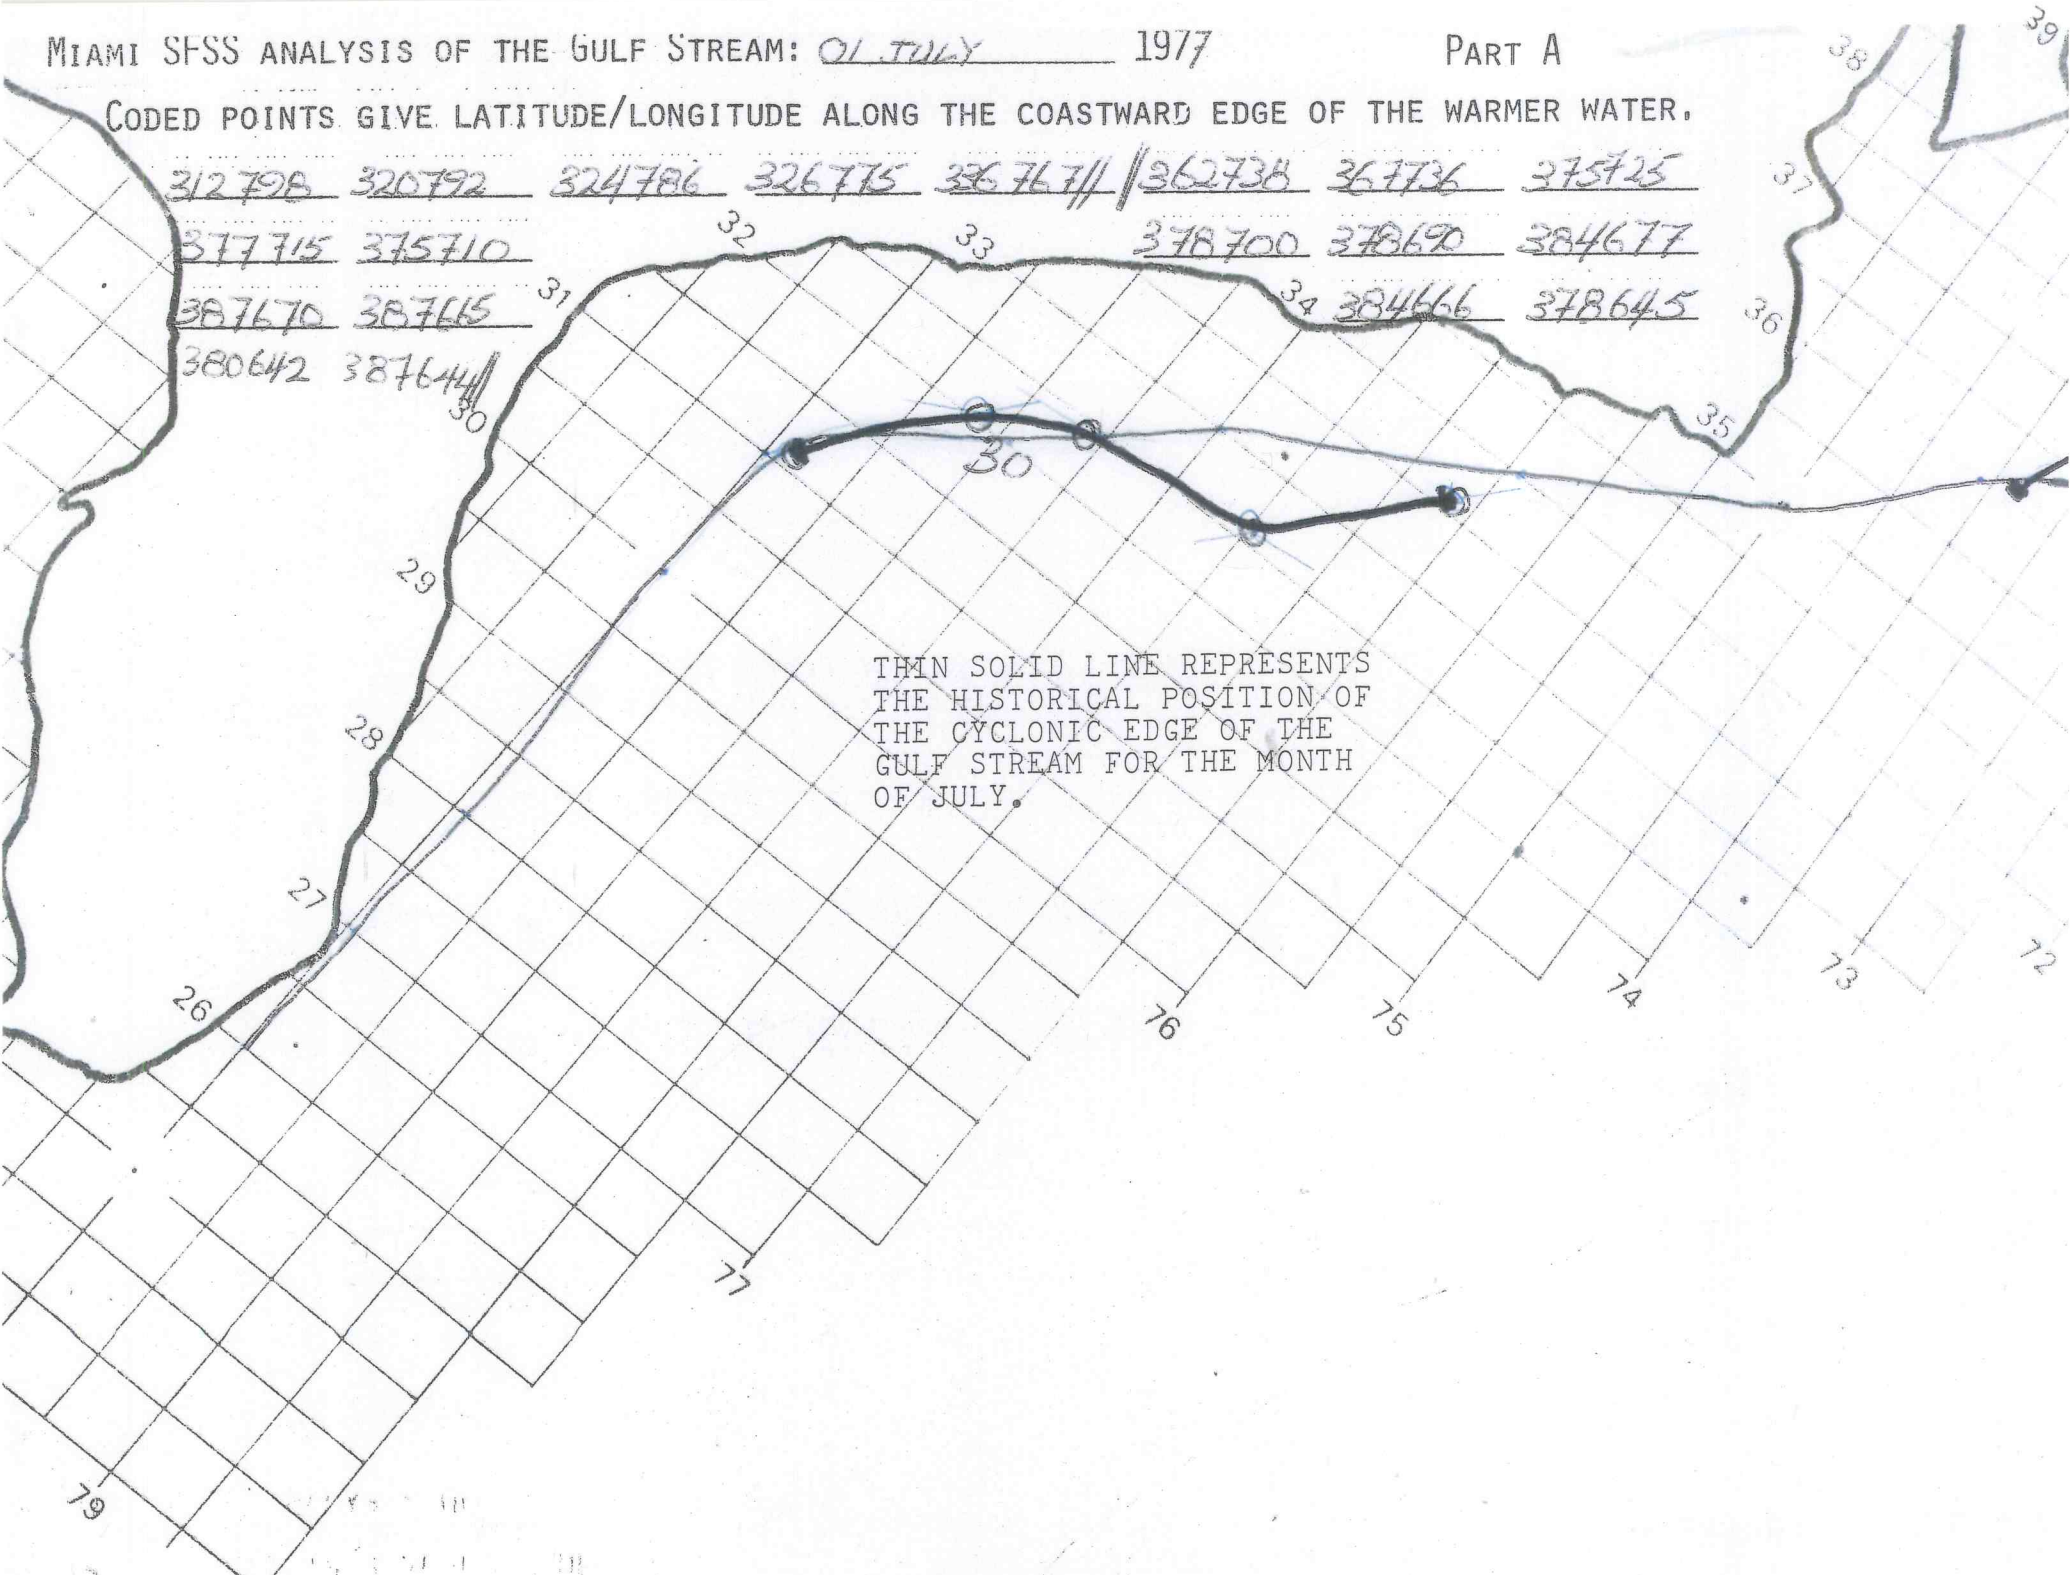 MIAMI SFSS ANALYSIS OF THE GULF STREAM: 01 JULY 1977 PART A
CODED POINTS GIVE LATITUDE/LONGITUDE ALONG THE COASTWARD EDGE OF THE WARMER WATER.
312798 320792 324786 326775 336767// //362738 367736 375725
377715 375710 378700 378690 384677
387670 387665 384666 378645
380642 387644//
39
38
37
36
35
34
33
32
31
30
29
28
27
26
30
THIN SOLID LINE REPRESENTS
THE HISTORICAL POSITION OF
THE CYCLONIC EDGE OF THE
GULF STREAM FOR THE MONTH
OF JULY.
72
73
74
75
76
77
79